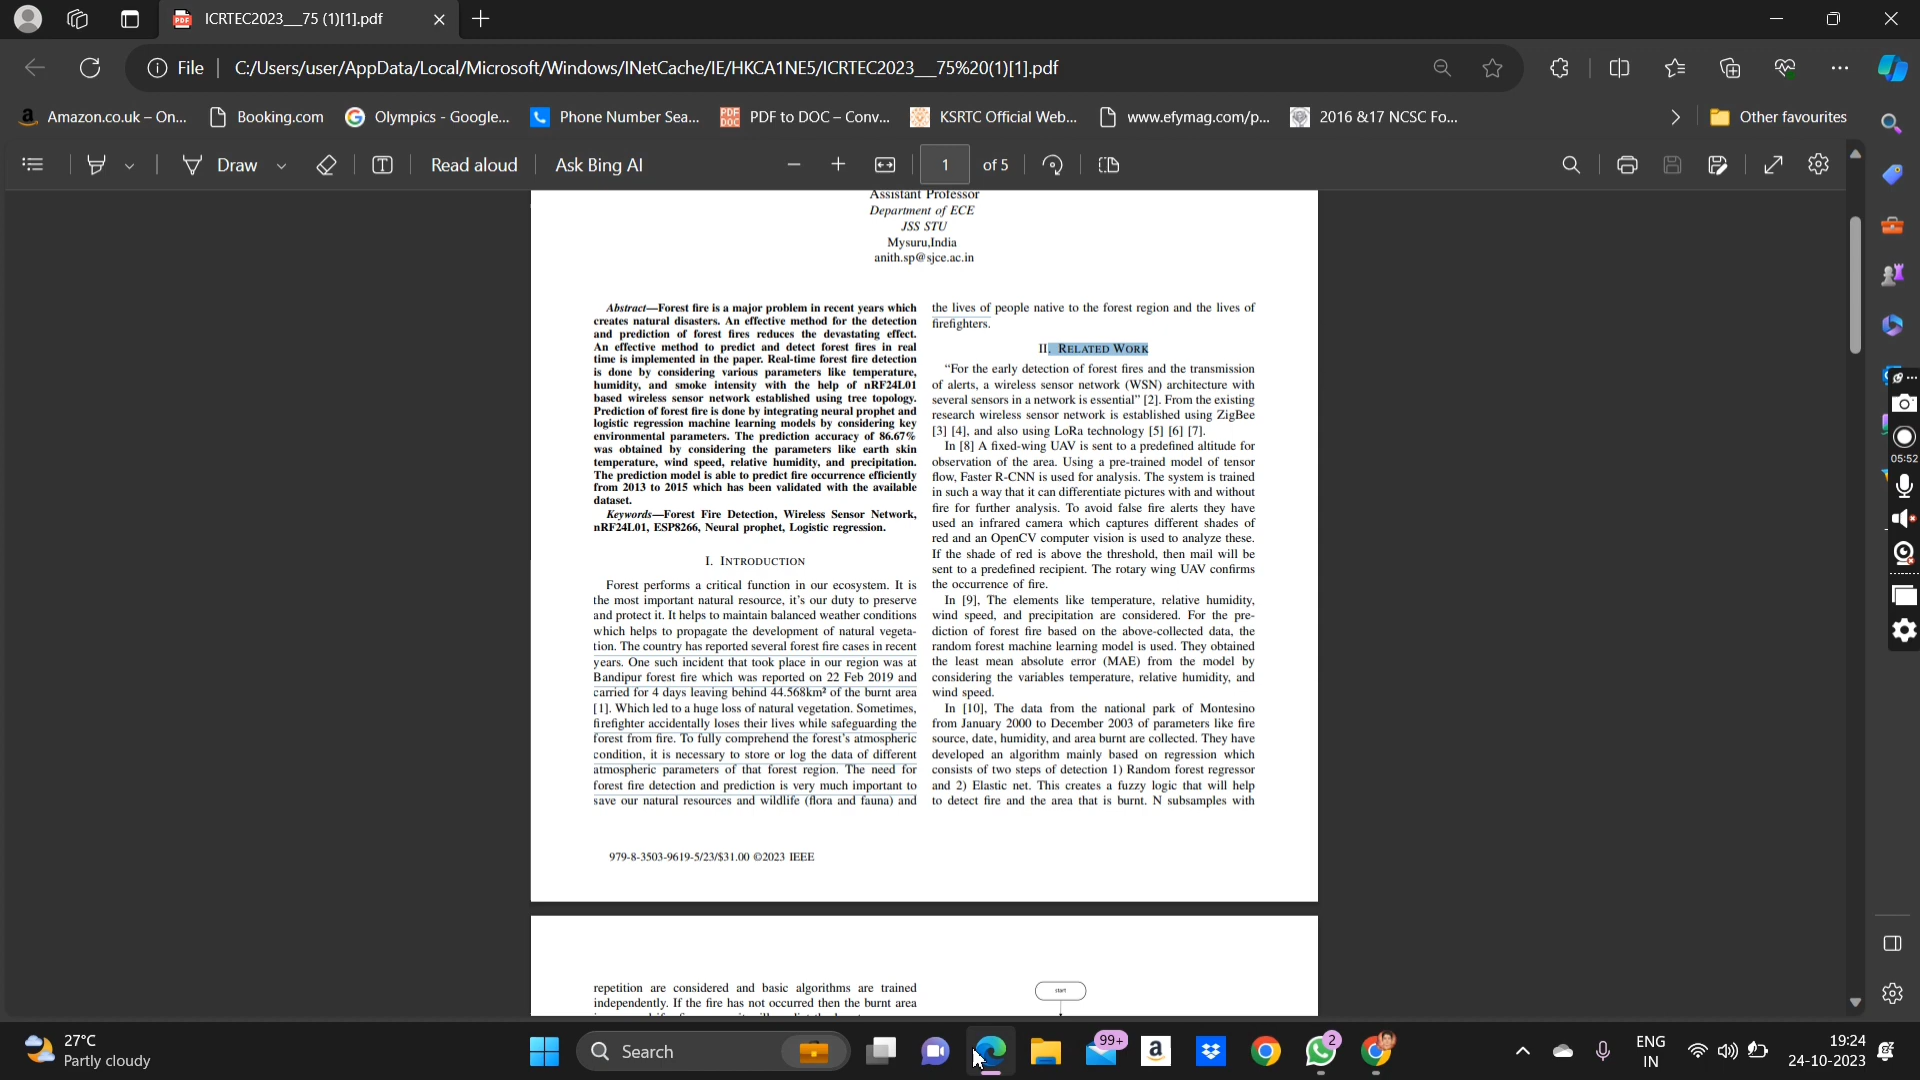 ICRTEC2023__75 (1)[1].pdf
File
C:/Users/user/AppData/Local/Microsoft/Windows/INetCache/IE/HKCA1NE5/ICRTEC2023__75%20(1)[1].pdf
Amazon.co.uk – On...
Booking.com
Olympics - Google...
Phone Number Sea...
PDF to DOC – Conv...
KSRTC Official Web...
www.efymag.com/p...
2016 &17 NCSC Fo...
Other favourites
Draw
Read aloud
Ask Bing AI
1
of 5
Assistant Professor
Department of ECE
JSS STU
Mysuru,India
anith.sp@sjce.ac.in
Abstract—Forest fire is a major problem in recent years which
creates natural disasters. An effective method for the detection
and prediction of forest fires reduces the devastating effect.
An effective method to predict and detect forest fires in real
time is implemented in the paper. Real-time forest fire detection
is done by considering various parameters like temperature,
humidity, and smoke intensity with the help of nRF24L01
based wireless sensor network established using tree topology.
Prediction of forest fire is done by integrating neural prophet and
logistic regression machine learning models by considering key
environmental parameters. The prediction accuracy of 86.67%
was obtained by considering the parameters like earth skin
temperature, wind speed, relative humidity, and precipitation.
The prediction model is able to predict fire occurrence efficiently
from 2013 to 2015 which has been validated with the available
dataset.
Keywords—Forest Fire Detection, Wireless Sensor Network,
nRF24L01, ESP8266, Neural prophet, Logistic regression.
I. INTRODUCTION
Forest performs a critical function in our ecosystem. It is
the most important natural resource, it's our duty to preserve
and protect it. It helps to maintain balanced weather conditions
which helps to propagate the development of natural vegeta-
tion. The country has reported several forest fire cases in recent
years. One such incident that took place in our region was at
Bandipur forest fire which was reported on 22 Feb 2019 and
carried for 4 days leaving behind 44.568km² of the burnt area
[1]. Which led to a huge loss of natural vegetation. Sometimes,
firefighter accidentally loses their lives while safeguarding the
forest from fire. To fully comprehend the forest's atmospheric
condition, it is necessary to store or log the data of different
atmospheric parameters of that forest region. The need for
forest fire detection and prediction is very much important to
save our natural resources and wildlife (flora and fauna) and
979-8-3503-9619-5/23/$31.00 ©2023 IEEE
the lives of people native to the forest region and the lives of
firefighters.
II. RELATED WORK
"For the early detection of forest fires and the transmission
of alerts, a wireless sensor network (WSN) architecture with
several sensors in a network is essential" [2]. From the existing
research wireless sensor network is established using ZigBee
[3] [4], and also using LoRa technology [5] [6] [7].
In [8] A fixed-wing UAV is sent to a predefined altitude for
observation of the area. Using a pre-trained model of tensor
flow, Faster R-CNN is used for analysis. The system is trained
in such a way that it can differentiate pictures with and without
fire for further analysis. To avoid false fire alerts they have
used an infrared camera which captures different shades of
red and an OpenCV computer vision is used to analyze these.
If the shade of red is above the threshold, then mail will be
sent to a predefined recipient. The rotary wing UAV confirms
the occurrence of fire.
In [9], The elements like temperature, relative humidity,
wind speed, and precipitation are considered. For the pre-
diction of forest fire based on the above-collected data, the
random forest machine learning model is used. They obtained
the least mean absolute error (MAE) from the model by
considering the variables temperature, relative humidity, and
wind speed.
In [10], The data from the national park of Montesino
from January 2000 to December 2003 of parameters like fire
source, date, humidity, and area burnt are collected. They have
developed an algorithm mainly based on regression which
consists of two steps of detection 1) Random forest regressor
and 2) Elastic net. This creates a fuzzy logic that will help
to detect fire and the area that is burnt. N subsamples with
repetition are considered and basic algorithms are trained
independently. If the fire has not occurred then the burnt area
start
05:52
27°C
Partly cloudy
Search
99+
2
ENG
IN
19:24
24-10-2023